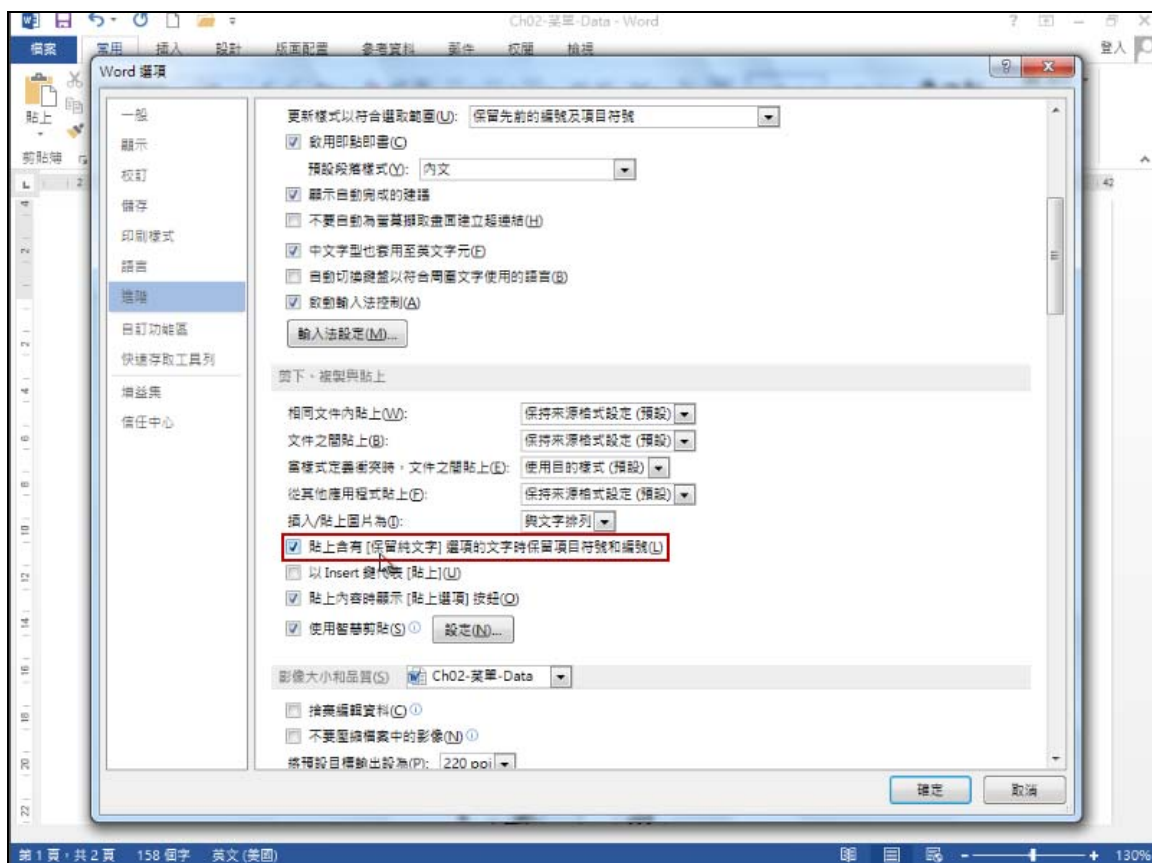 Ch02-菜單-Data - Word
檔案 常用 插入 設計 版面配置 參考資料 郵件 校閱 檢視 登入
Word 選項
貼上
剪貼簿
一般
顯示
校訂
儲存
印刷樣式
語言
進階
自訂功能區
快速存取工具列
增益集
信任中心
更新樣式以符合選取範圍(U): 保留先前的編號及項目符號
啟用即點即書(C)
預設段落樣式(Y): 內文
顯示自動完成的建議
不要自動為螢幕擷取畫面建立超連結(H)
中文字型也套用至英文字元(F)
自動切換鍵盤以符合周圍文字使用的語言(B)
啟動輸入法控制(A)
輸入法設定(M)...
剪下、複製與貼上
相同文件內貼上(W): 保持來源格式設定 (預設)
文件之間貼上(B): 保持來源格式設定 (預設)
當樣式定義衝突時，文件之間貼上(E): 使用目的樣式 (預設)
從其他應用程式貼上(F): 保持來源格式設定 (預設)
插入/貼上圖片為(I): 與文字排列
貼上含有 [保留純文字] 選項的文字時保留項目符號和編號(L)
以 Insert 鍵代表 [貼上](U)
貼上內容時顯示 [貼上選項] 按鈕(O)
使用智慧剪貼(S) 設定(N)...
影像大小和品質(S) Ch02-菜單-Data
捨棄編輯資料(C)
不要壓縮檔案中的影像(N)
將預設目標輸出設為(P): 220 ppi
確定 取消
第 1 頁，共 2 頁 158 個字 英文 (美國) 130%